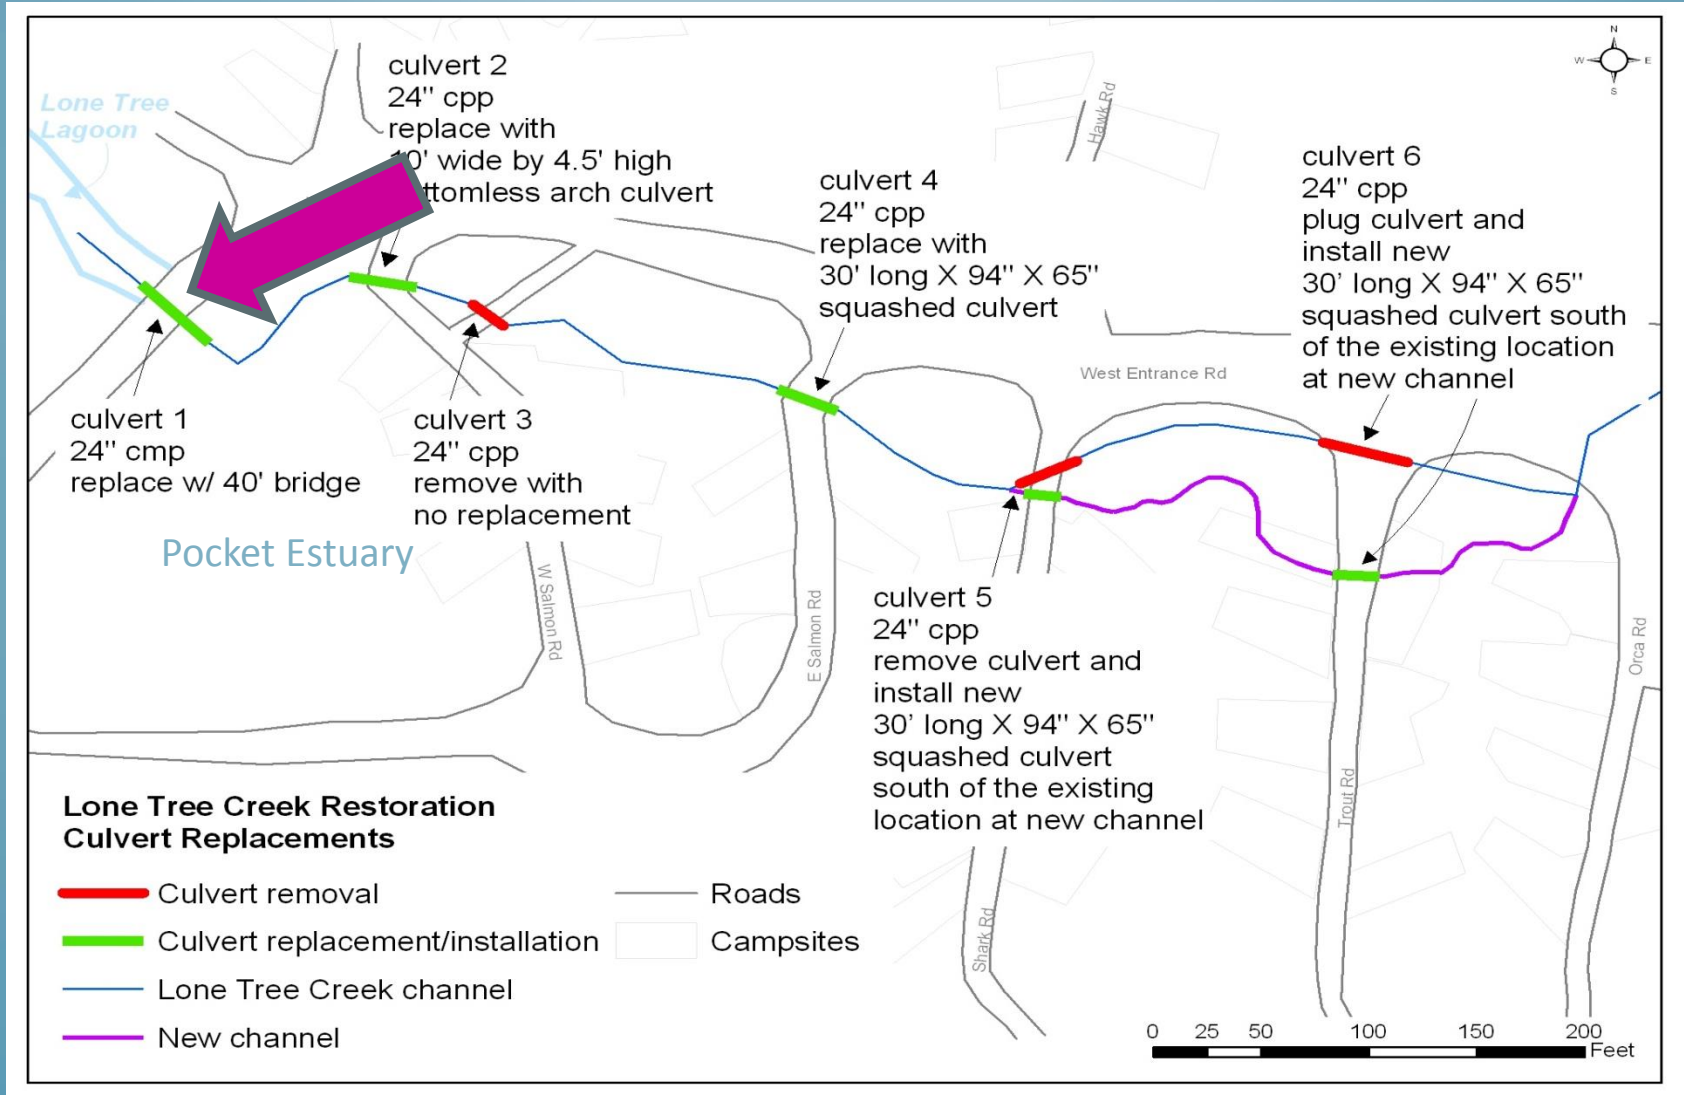 N
W E
S
Lone Tree
Lagoon
culvert 2
24" cpp
replace with
wide by 4.5' high
arch culvert
Hawk Rd
culvert 4
24" cpp
replace with
30' long X 94" X 65"
squashed culvert
culvert 6
24" cpp
plug culvert and
install new
30' long X 94" X 65"
squashed culvert south
of the existing location
at new channel
West Entrance Rd
culvert 1
24" cmp
replace w/ 40' bridge
culvert 3
24" cpp
remove with
no replacement
Pocket Estuary
W Salmon Rd
E Salmon Rd
culvert 5
24" cpp
remove culvert and
install new
30' long X 94" X 65"
squashed culvert
south of the existing
location at new channel
Orca Rd
Trout Rd
Shark Rd
Lone Tree Creek Restoration
Culvert Replacements
Culvert removal
Culvert replacement/installation
Lone Tree Creek channel
New channel
Roads
Campsites
0 25 50 100 150 200
Feet